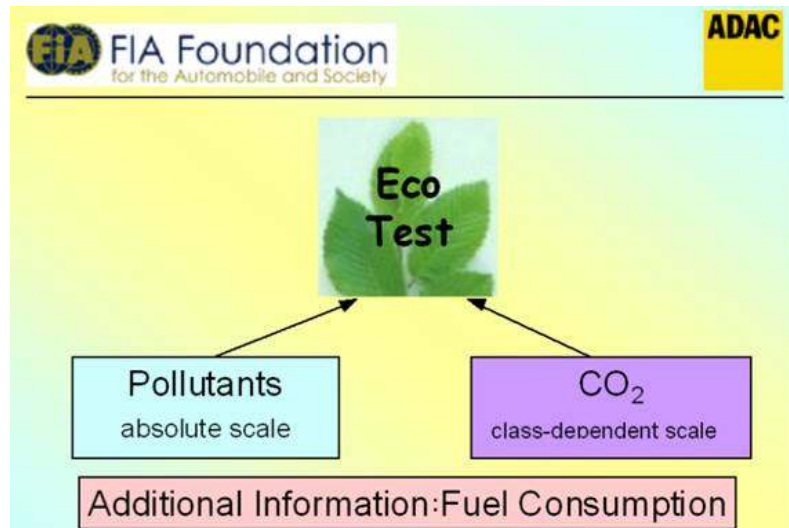 FiA FIA Foundation
for the Automobile and Society
ADAC
Eco
Test
Pollutants
absolute scale
CO₂
class-dependent scale
Additional Information:Fuel Consumption